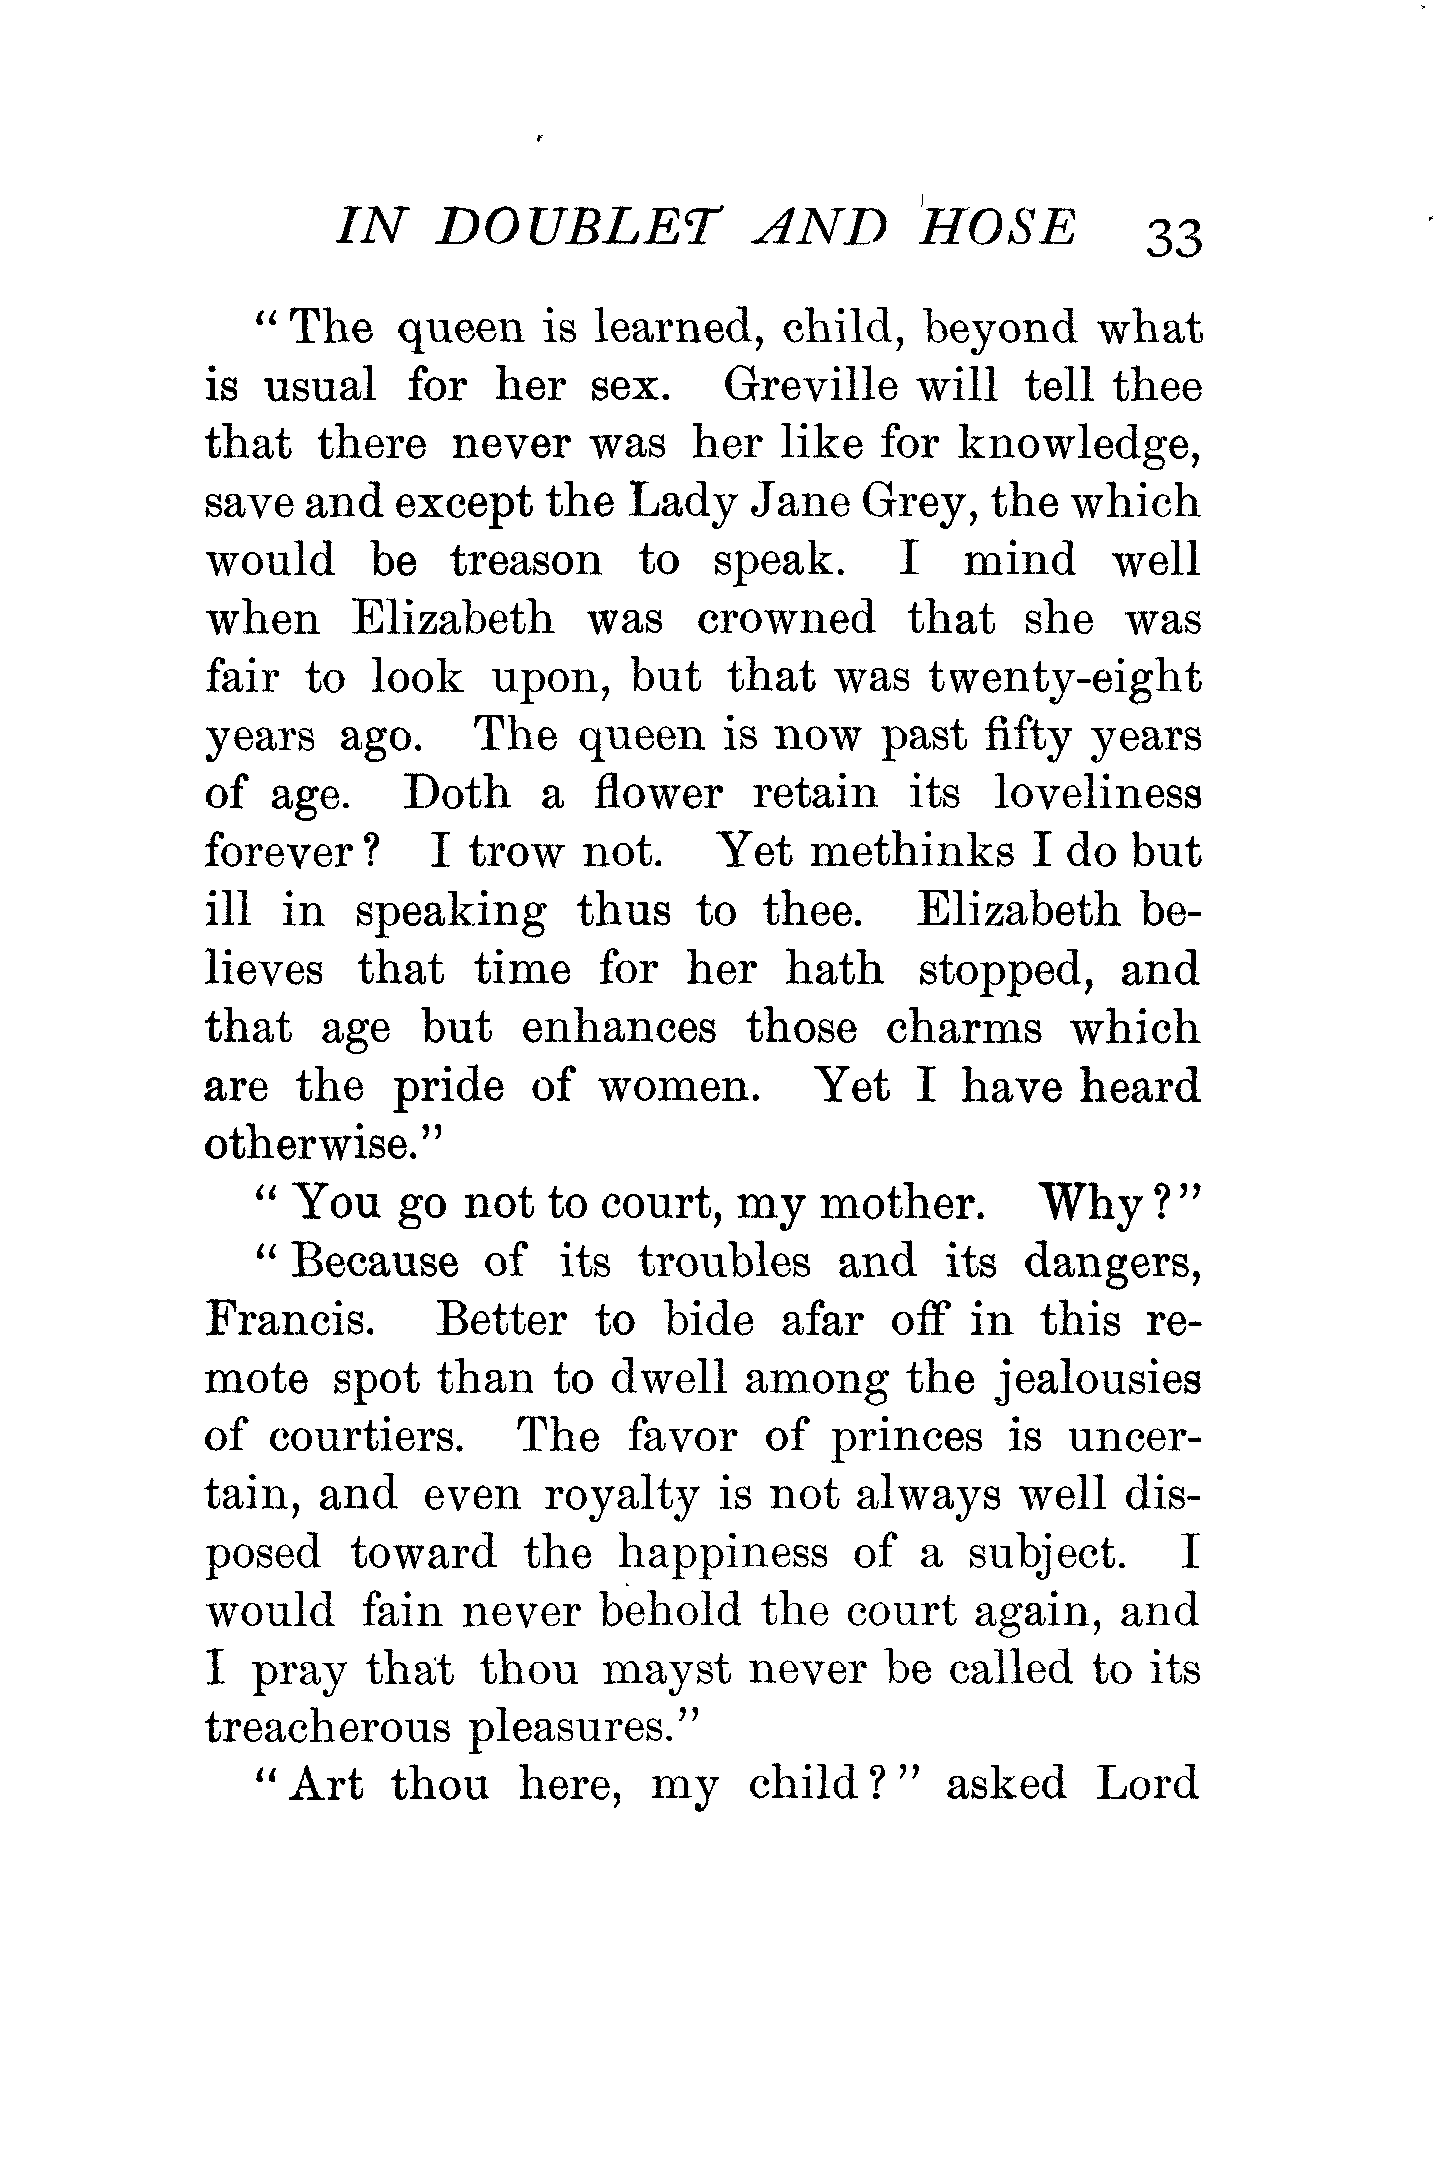 IN DOUBLET AND HOSE 33
"The queen is learned, child, beyond what
is usual for her sex. Greville will tell thee
that there never was her like for knowledge,
save and except the Lady Jane Grey, the which
would be treason to speak. I mind well
when Elizabeth was crowned that she was
fair to look upon, but that was twenty-eight
years ago. The queen is now past fifty years
of age. Doth a flower retain its loveliness
forever? I trow not. Yet methinks I do but
ill in speaking thus to thee. Elizabeth be-
lieves that time for her hath stopped, and
that age but enhances those charms which
are the pride of women. Yet I have heard
otherwise."
"You go not to court, my mother. Why?"
"Because of its troubles and its dangers,
Francis. Better to bide afar off in this re-
mote spot than to dwell among the jealousies
of courtiers. The favor of princes is uncer-
tain, and even royalty is not always well dis-
posed toward the happiness of a subject. I
would fain never behold the court again, and
I pray that thou mayst never be called to its
treacherous pleasures."
"Art thou here, my child?" asked Lord